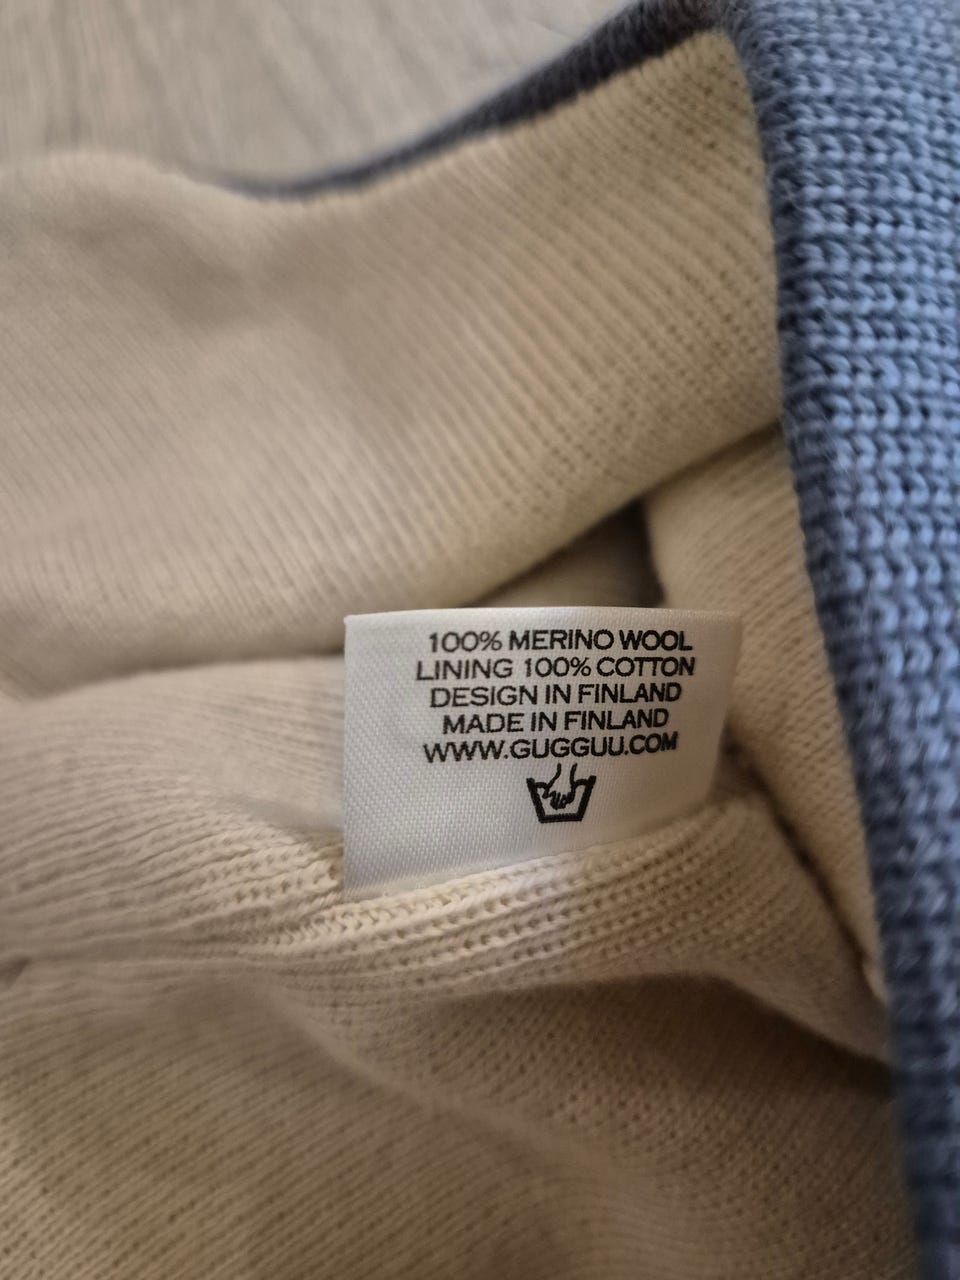 100% MERINO WOOL
LINING 100% COTTON
DESIGN IN FINLAND
MADE IN FINLAND
WWW.GUGGUU.COM